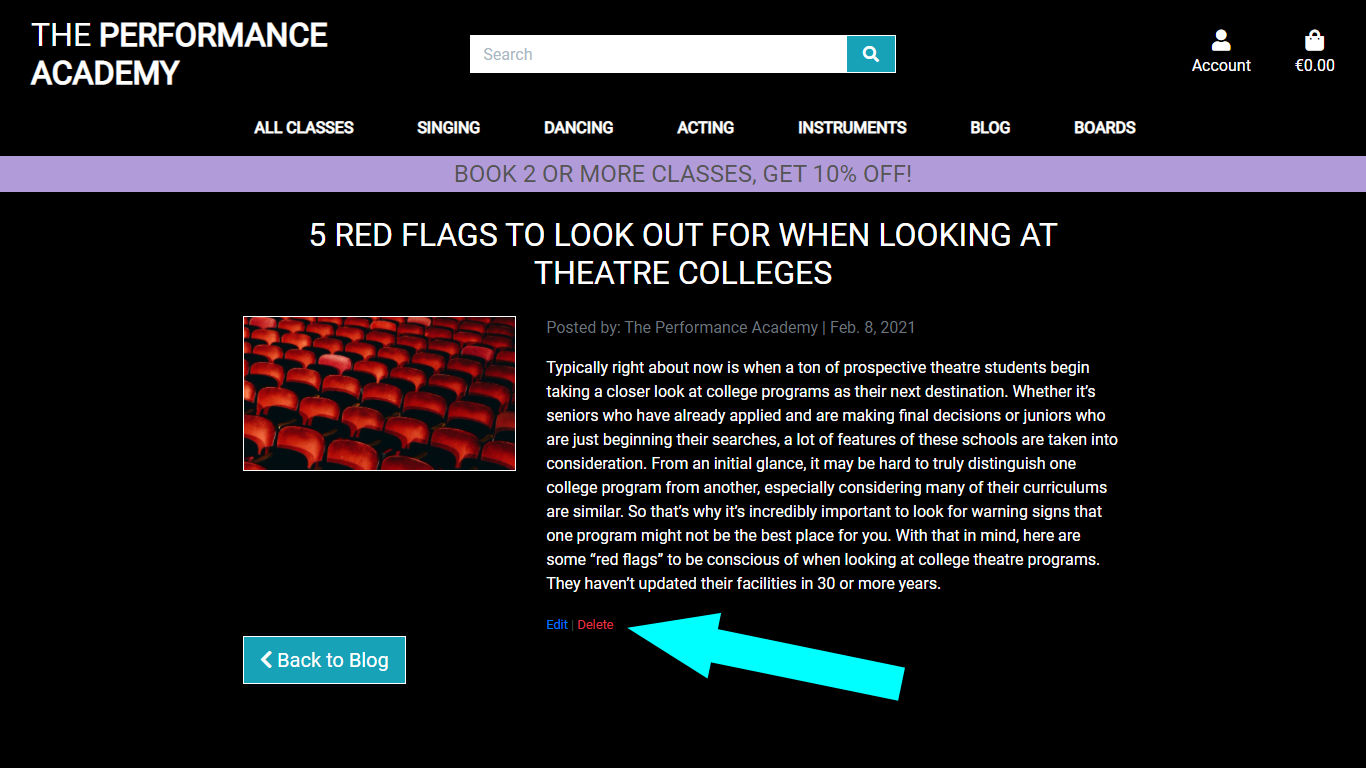 THE PERFORMANCE
ACADEMY
Search
Account
€0.00
ALL CLASSES
SINGING
DANCING
ACTING
INSTRUMENTS
BLOG
BOARDS
BOOK 2 OR MORE CLASSES, GET 10% OFF!
5 RED FLAGS TO LOOK OUT FOR WHEN LOOKING AT
THEATRE COLLEGES
Posted by: The Performance Academy | Feb. 8, 2021
Typically right about now is when a ton of prospective theatre students begin
taking a closer look at college programs as their next destination. Whether it’s
seniors who have already applied and are making final decisions or juniors who
are just beginning their searches, a lot of features of these schools are taken into
consideration. From an initial glance, it may be hard to truly distinguish one
college program from another, especially considering many of their curriculums
are similar. So that’s why it’s incredibly important to look for warning signs that
one program might not be the best place for you. With that in mind, here are
some “red flags” to be conscious of when looking at college theatre programs.
They haven’t updated their facilities in 30 or more years.
Edit | Delete
Back to Blog